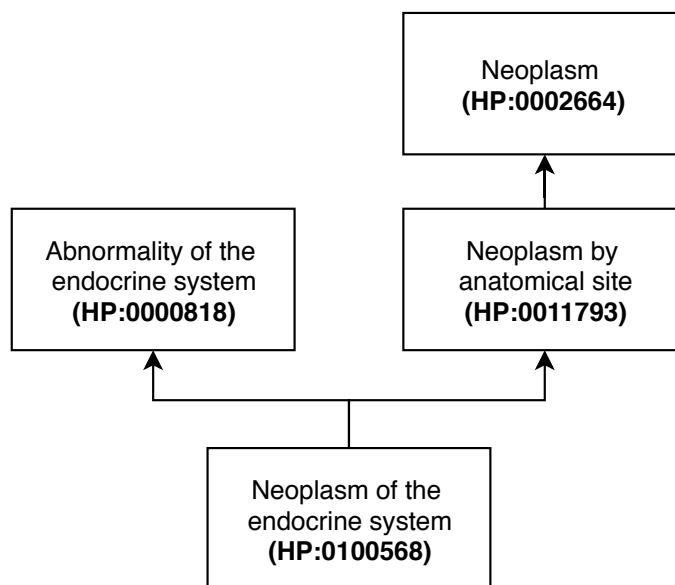 Neoplasm
(HP:0002664)
Abnormality of the
endocrine system
(HP:0000818)
Neoplasm by
anatomical site
(HP:0011793)
Neoplasm of the
endocrine system
(HP:0100568)